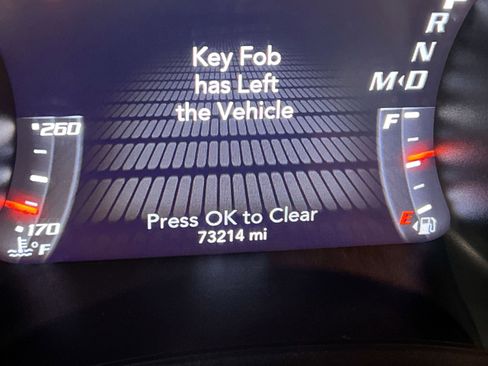 Key Fob
has Left
the Vehicle
P
R
N
M◂D
260
170
°F
F
E
Press OK to Clear
73214 mi